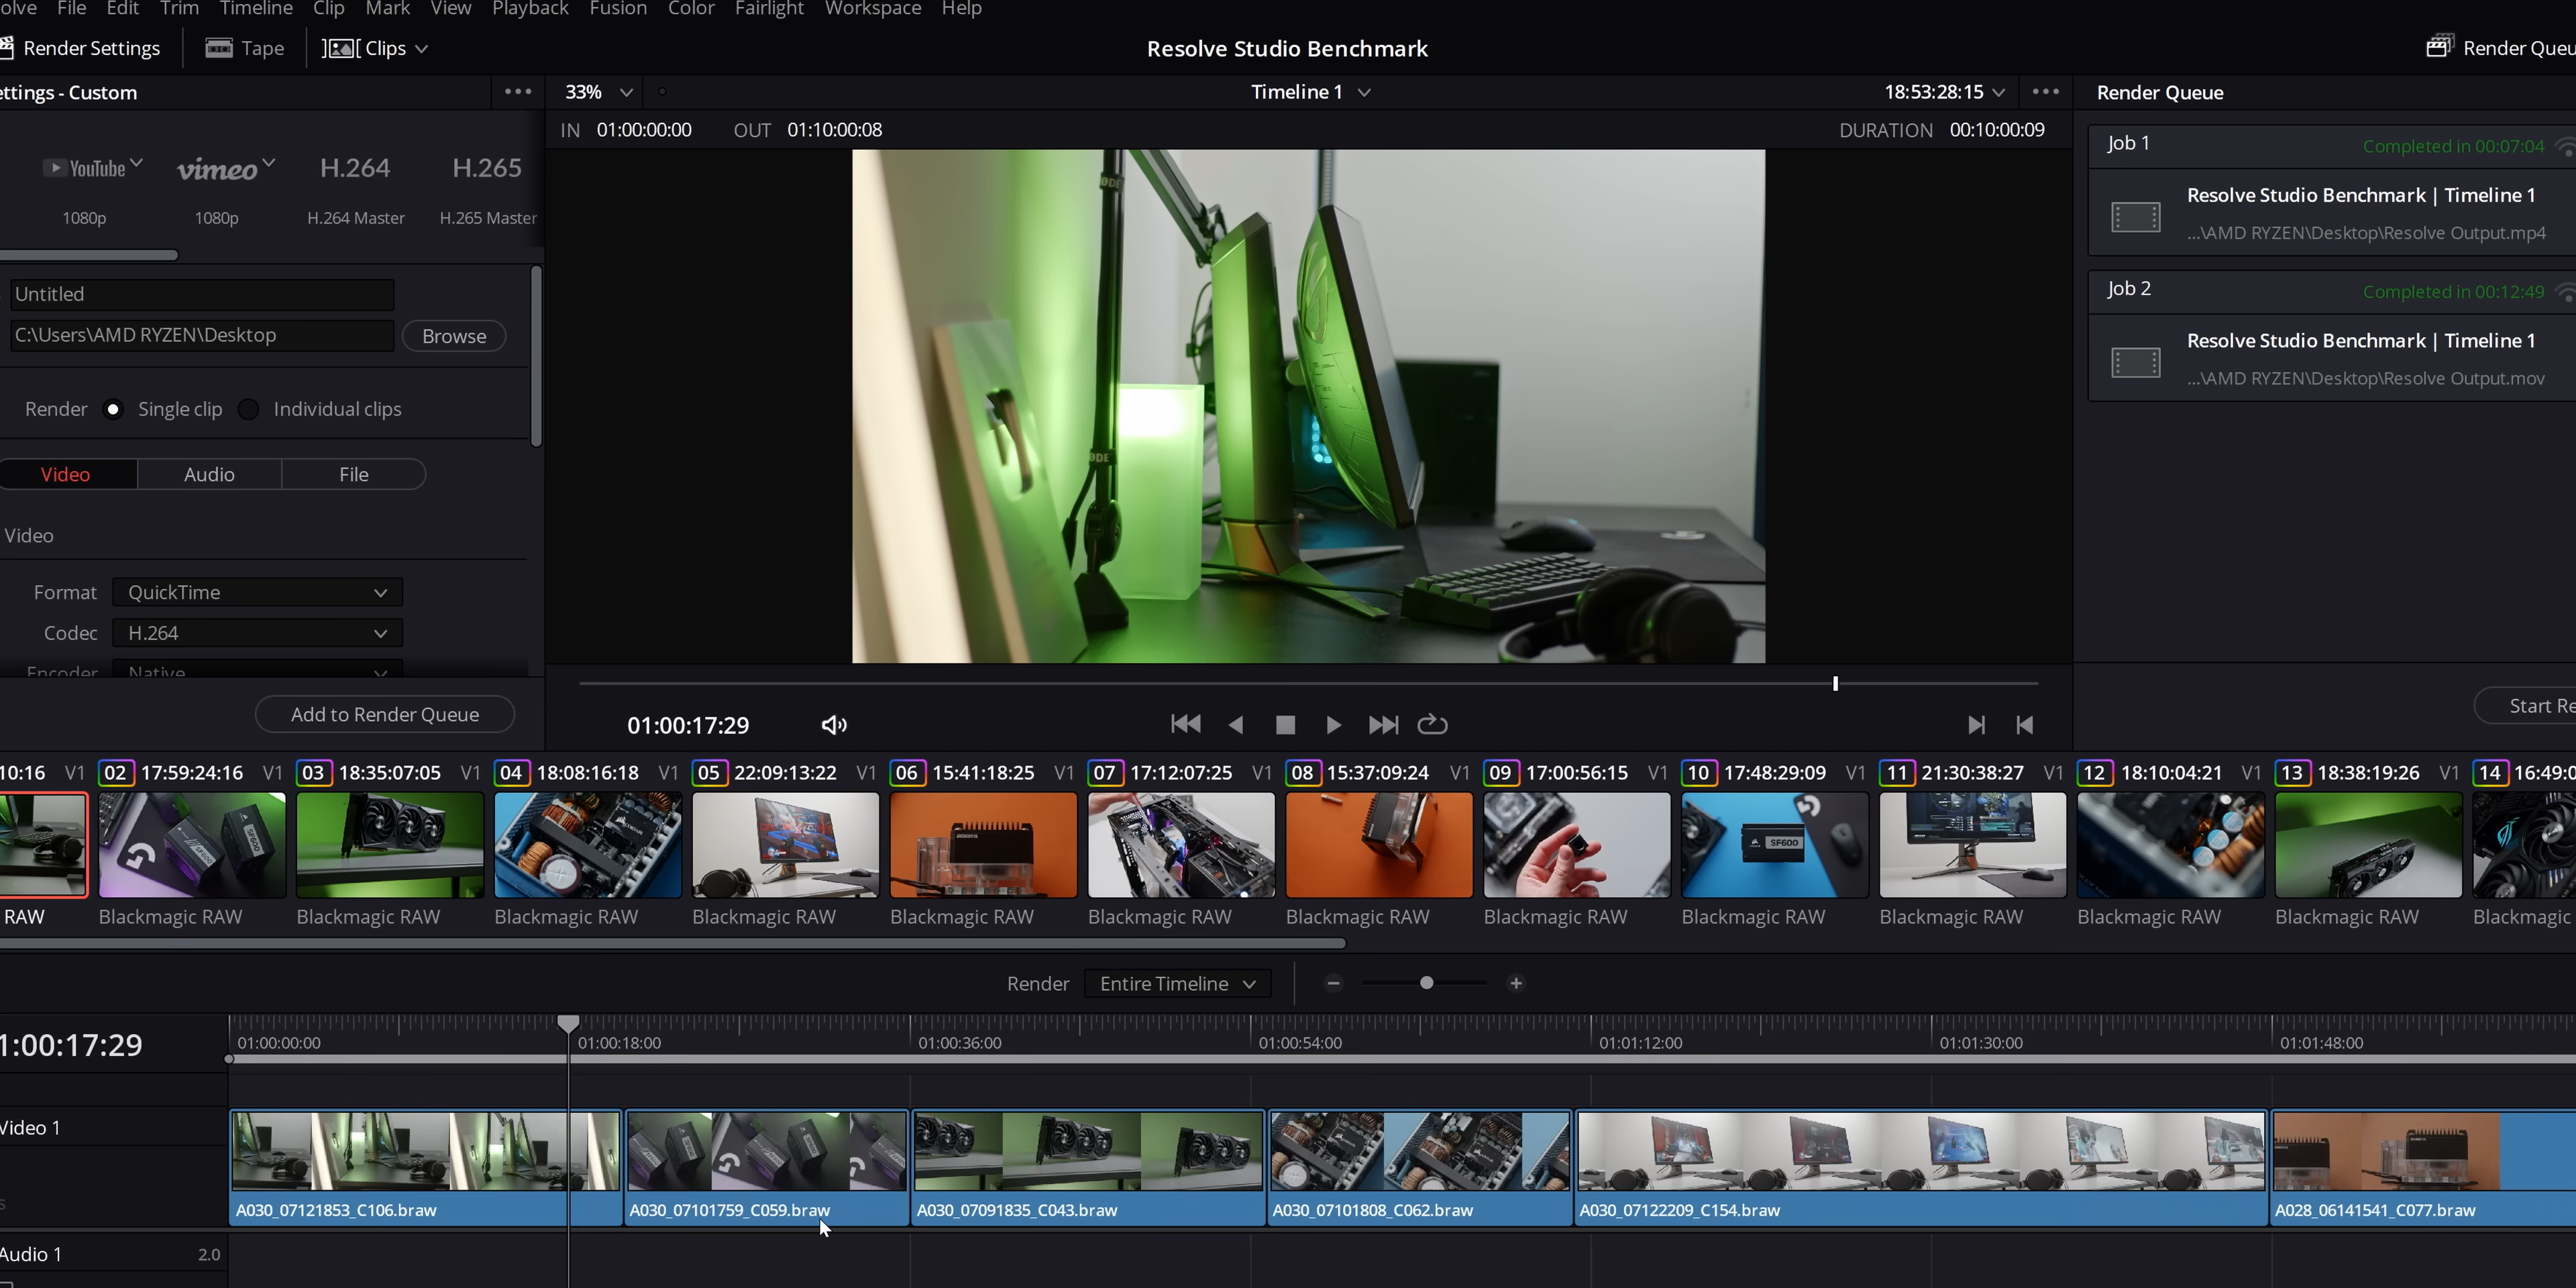 olve File Edit Trim Timeline Clip Mark View Playback Fusion Color Fairlight Workspace Help
Render Settings Tape Clips Resolve Studio Benchmark Render Queu
ettings - Custom 33% Timeline 1 18:53:28:15 Render Queue
IN 01:00:00:00 OUT 01:10:00:08 DURATION 00:10:00:09
YouTube vimeo H.264 H.265
1080p 1080p H.264 Master H.265 Master
Untitled
C:\Users\AMD RYZEN\Desktop Browse
Render Single clip Individual clips
Video Audio File
Video
Format QuickTime
Codec H.264
Encoder Native
Add to Render Queue
01:00:17:29
Job 1 Completed in 00:07:04
Resolve Studio Benchmark | Timeline 1
...\AMD RYZEN\Desktop\Resolve Output.mp4
Job 2 Completed in 00:12:49
Resolve Studio Benchmark | Timeline 1
...\AMD RYZEN\Desktop\Resolve Output.mov
Start Re
10:16 V1 02 17:59:24:16 V1 03 18:35:07:05 V1 04 18:08:16:18 V1 05 22:09:13:22 V1 06 15:41:18:25 V1 07 17:12:07:25 V1 08 15:37:09:24 V1 09 17:00:56:15 V1 10 17:48:29:09 V1 11 21:30:38:27 V1 12 18:10:04:21 V1 13 18:38:19:26 V1 14 16:49:0
SF600
RAW Blackmagic RAW Blackmagic RAW Blackmagic RAW Blackmagic RAW Blackmagic RAW Blackmagic RAW Blackmagic RAW Blackmagic RAW Blackmagic RAW Blackmagic RAW Blackmagic RAW Blackmagic RAW Blackmagic
Render Entire Timeline
1:00:17:29 01:00:00:00 01:00:18:00 01:00:36:00 01:00:54:00 01:01:12:00 01:01:30:00 01:01:48:00
Video 1
A030_07121853_C106.braw A030_07101759_C059.braw A030_07091835_C043.braw A030_07101808_C062.braw A030_07122209_C154.braw A028_06141541_C077.braw
Audio 1 2.0